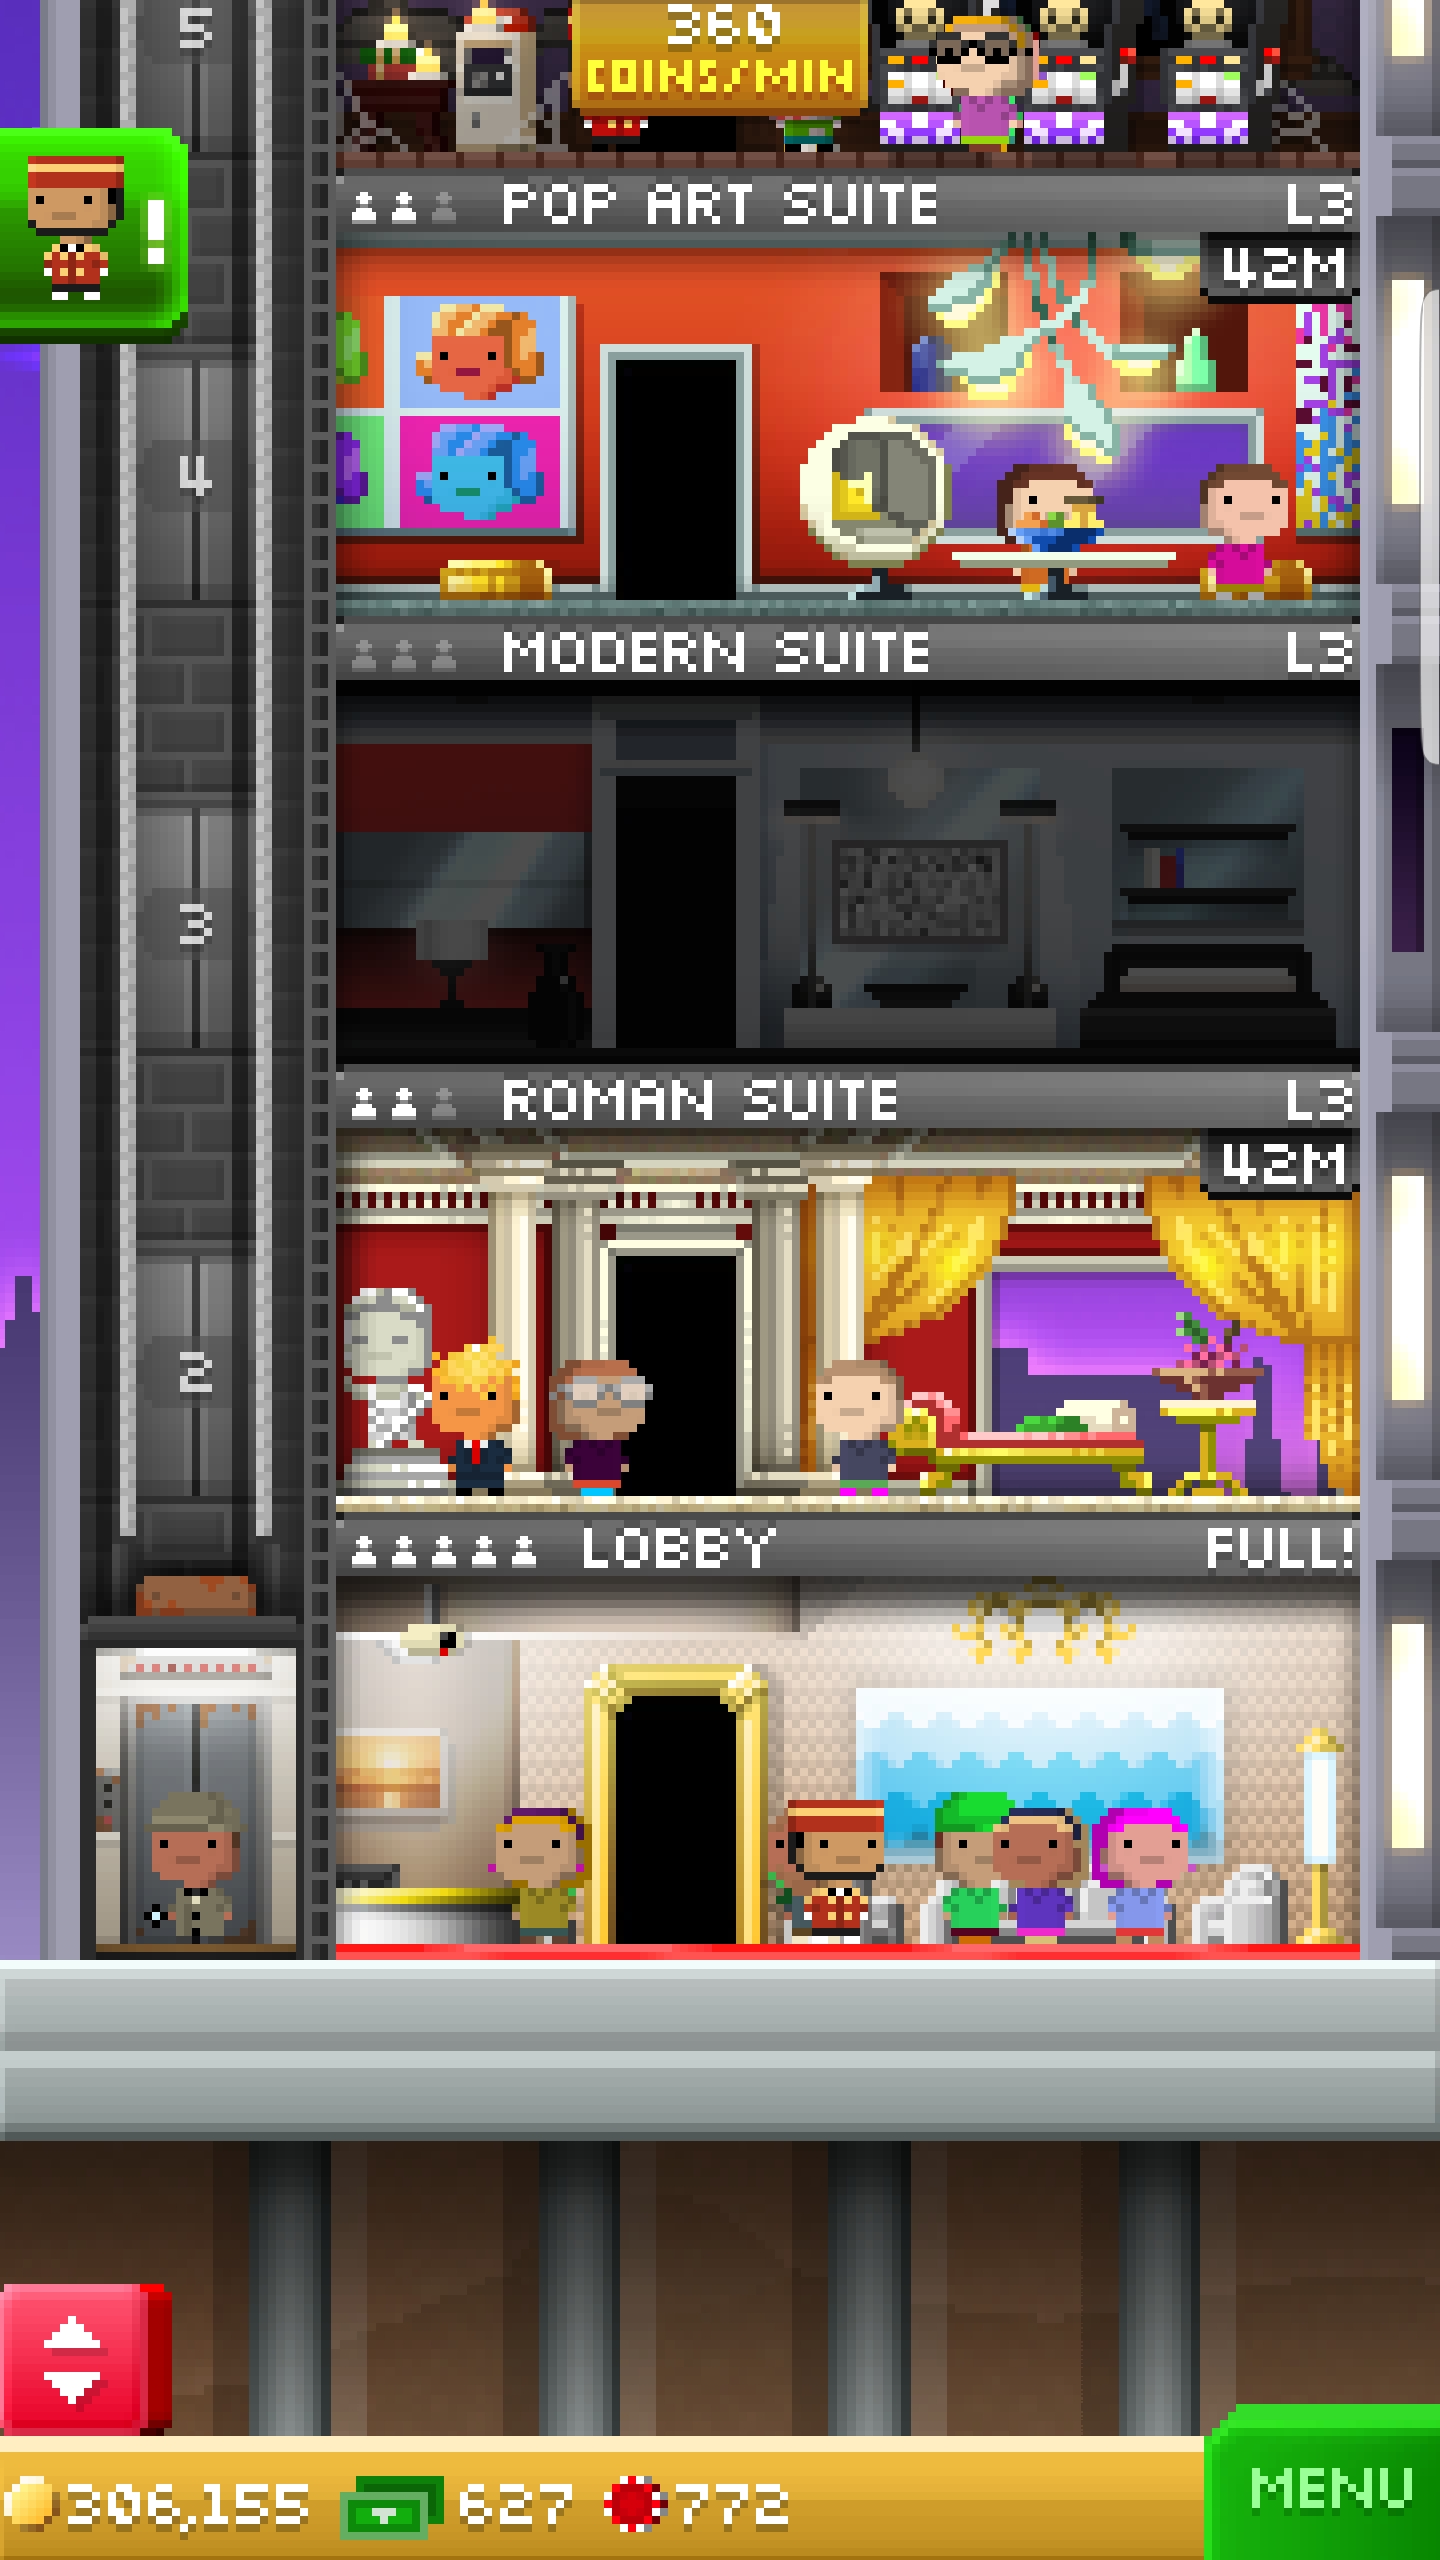 5
360
COINS/MIN
!
POP ART SUITE L3
42M
4
MODERN SUITE L3
3
ROMAN SUITE L3
42M
2
LOBBY FULL!
306,155 627 772
MENU